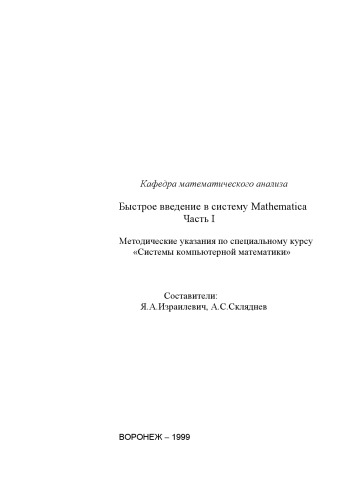 Кафедра математического анализа
Быстрое введение в систему Mathematica
Часть I
Методические указания по специальному курсу
«Системы компьютерной математики»
Составители:
Я.А.Израилевич, А.С.Скляднев
ВОРОНЕЖ – 1999